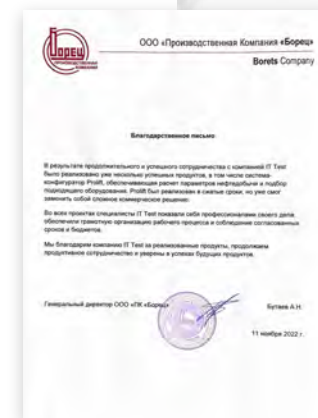 Борец
ПРОИЗВОДСТВЕННАЯ
КОМПАНИЯ
ООО «Производственная Компания «Борец»
Borets Company
Благодарственное письмо
В результате продолжительного и успешного сотрудничества с компанией IT Test
было реализовано уже несколько успешных продуктов, в том числе система-
конфигуратор Prolift, обеспечивающая расчет параметров нефтедобычи и подбор
подходящего оборудования. Prolift был реализован в сжатые сроки, но уже смог
заменить собой сложное коммерческое решение.
Во всех проектах специалисты IT Test показали себя профессионалами своего дела,
обеспечили грамотную организацию рабочего процесса и соблюдение согласованных
сроков и бюджетов.
Мы благодарим компанию IT Test за реализованные продукты, продолжаем
продуктивное сотрудничество и уверены в успехах будущих продуктов.
Генеральный директор ООО «ПК «Борец»
Бутаев А.Н.
11 ноября 2022 г.